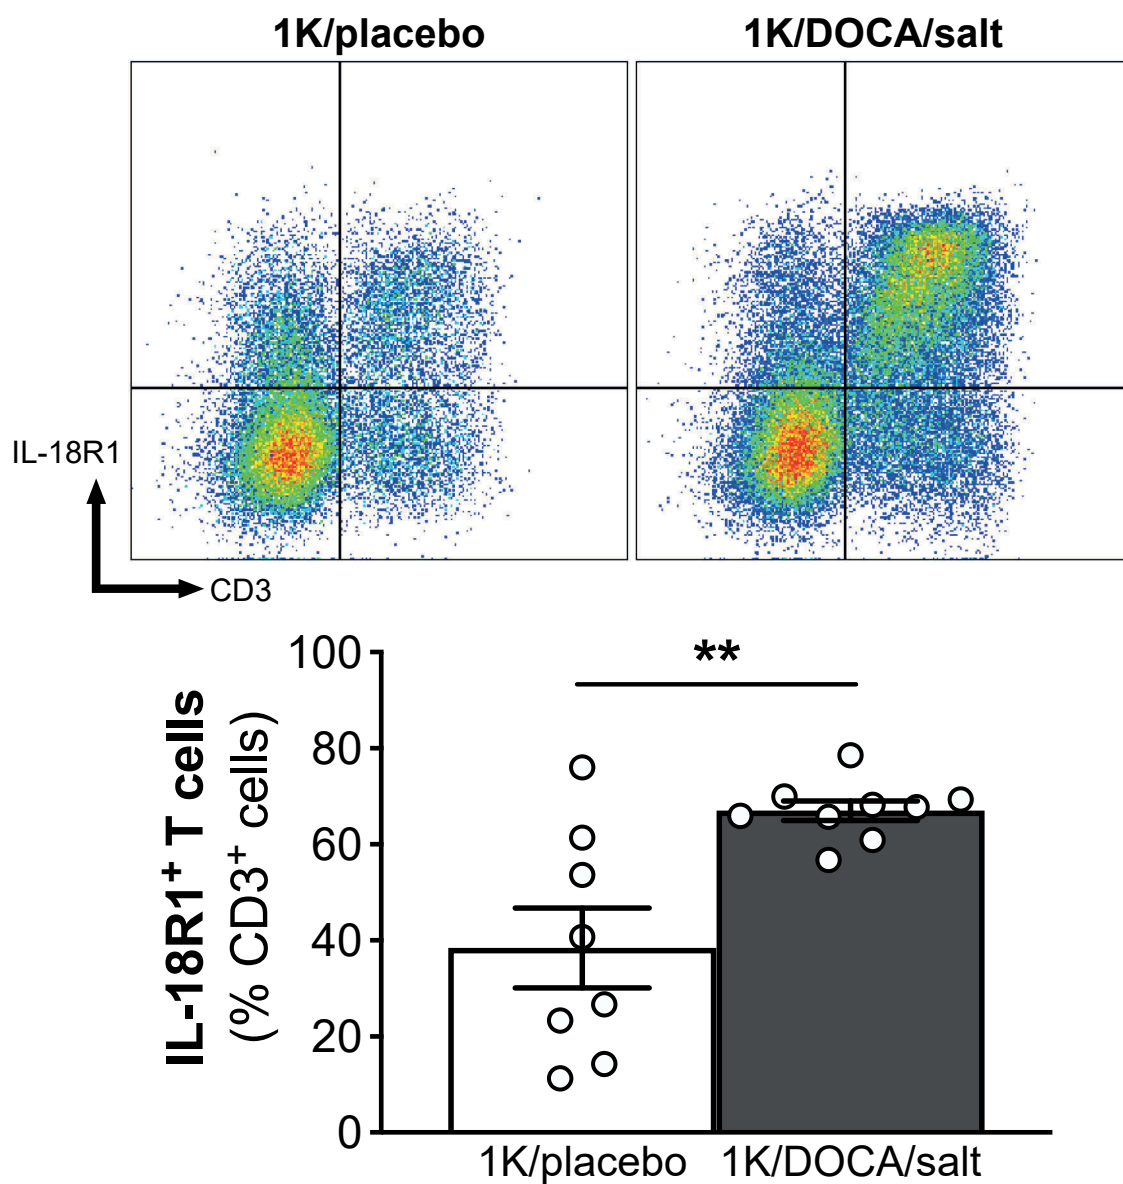 1K/placebo 1K/DOCA/salt
IL-18R1
CD3
**
IL-18R1+ T cells
(% CD3+ cells)
100
80
60
40
20
0
1K/placebo 1K/DOCA/salt